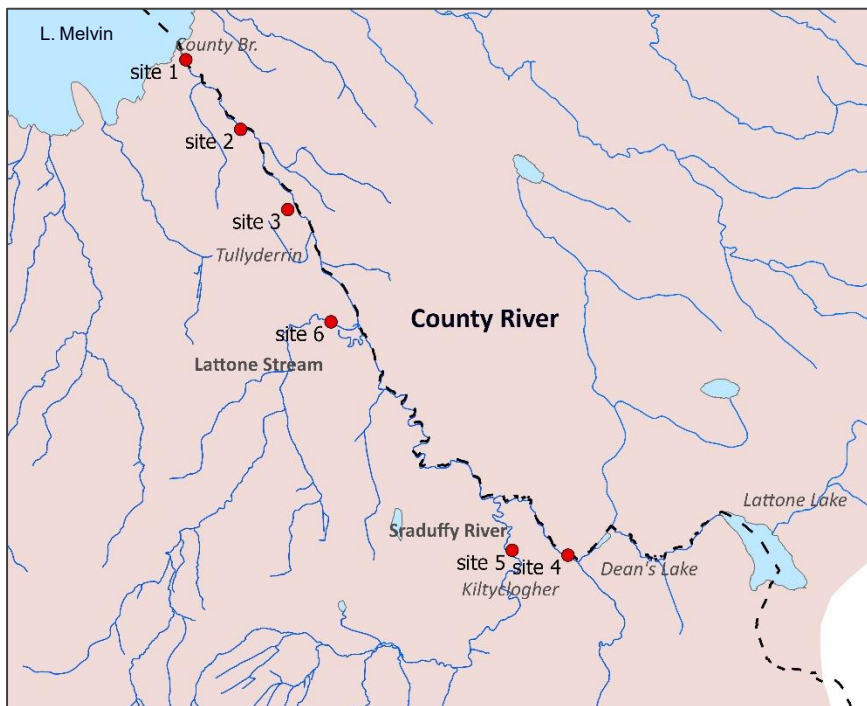 L. Melvin
County Br.
site 1
site 2
site 3
Tullyderrin
County River
site 6
Lattone Stream
Lattone Lake
Sraduffy River
site 5
site 4
Dean's Lake
Kiltyclogher